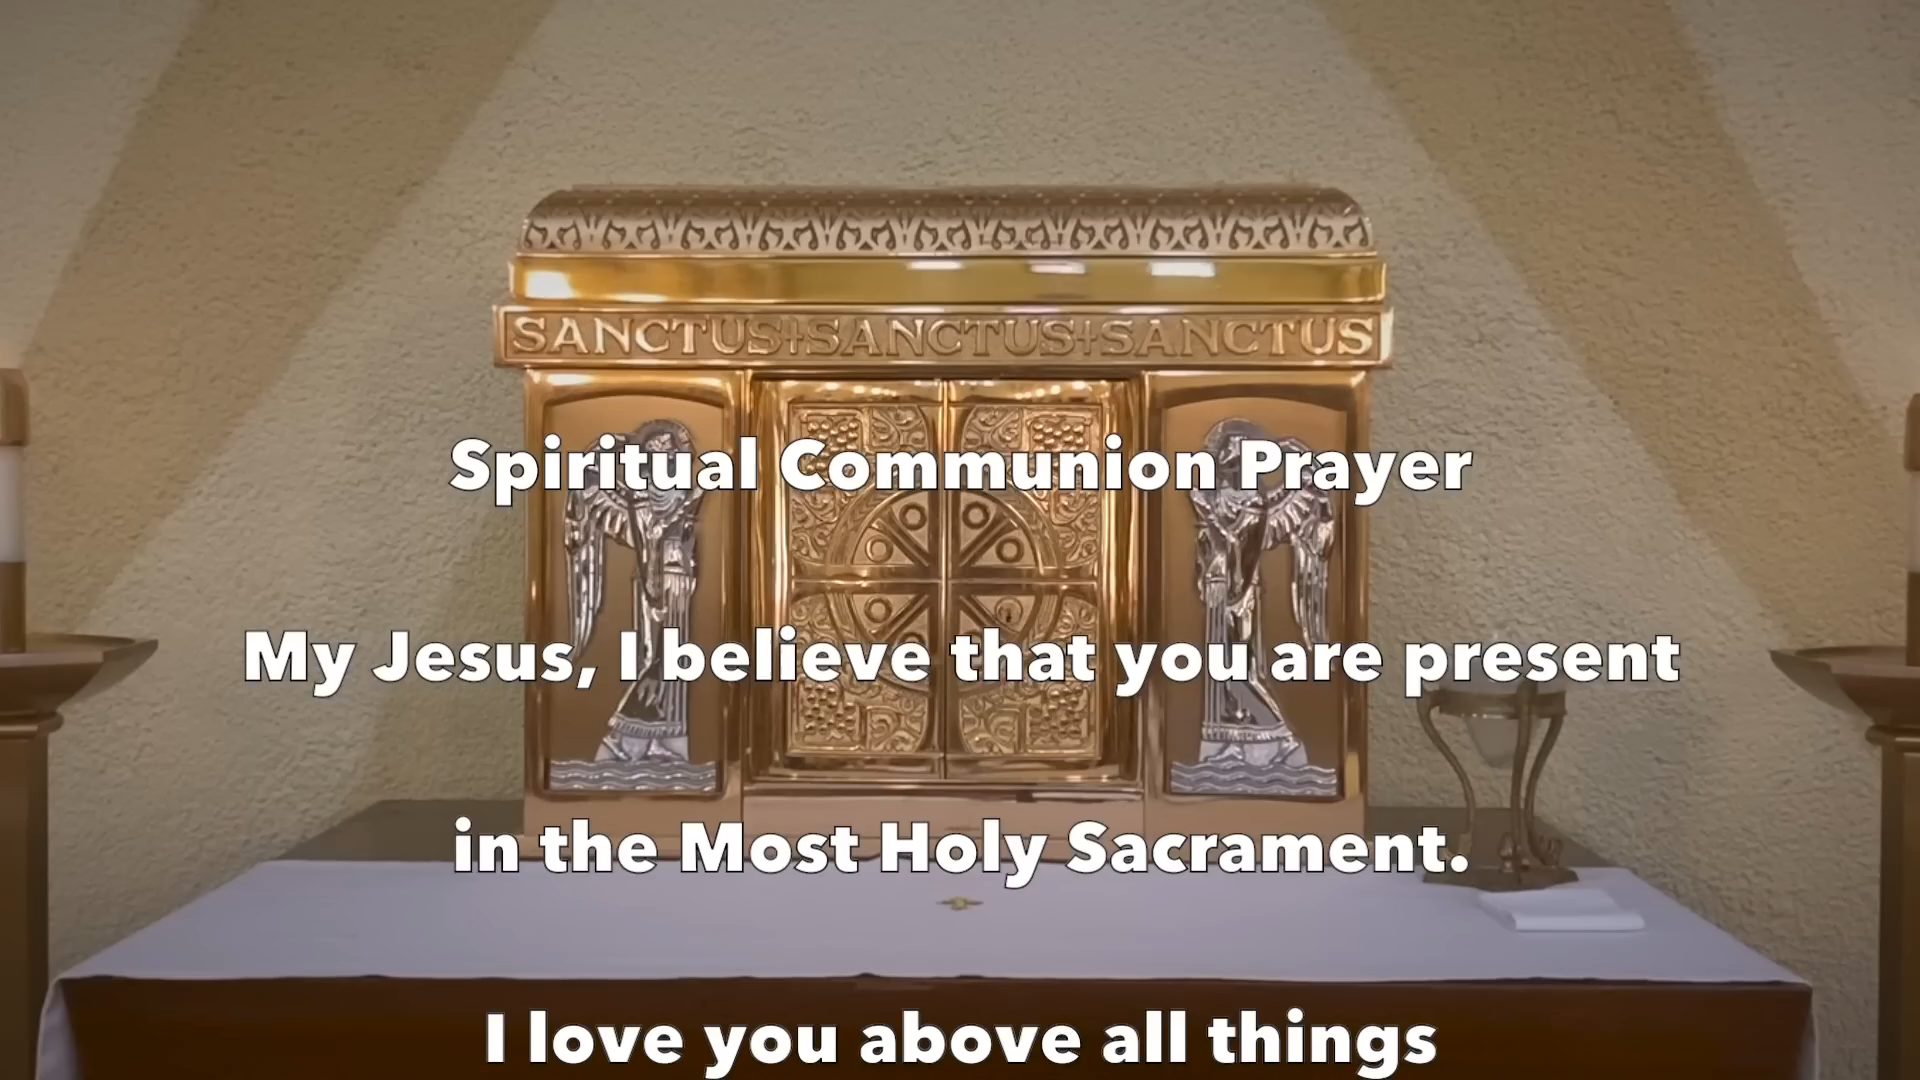 SANCTUS+SANCTUS+SANCTUS
Spiritual Communion Prayer
My Jesus, I believe that you are present
in the Most Holy Sacrament.
I love you above all things